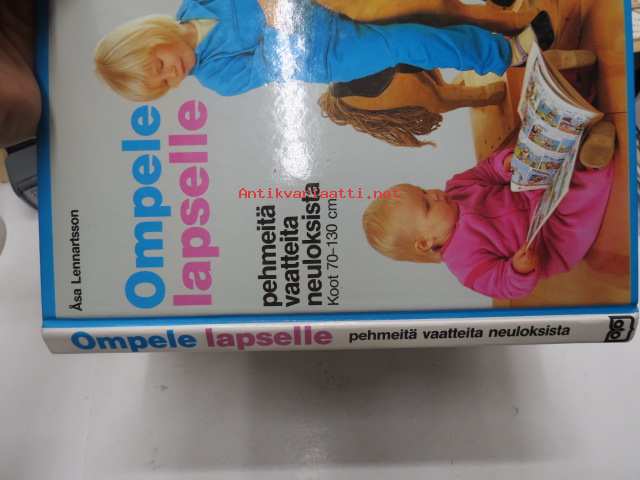 Åsa Lennartsson
Ompele
lapselle
pehmeitä
vaatteita
neuloksista
Koot 70-130 cm
Antikvariaatti.net
Ompele lapselle pehmeitä vaatteita neuloksista